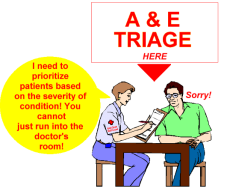 A & E
TRIAGE
HERE
I need to
prioritize
patients based
on the severity of
condition! You
cannot
just run into the
doctor's
room!
Sorry!